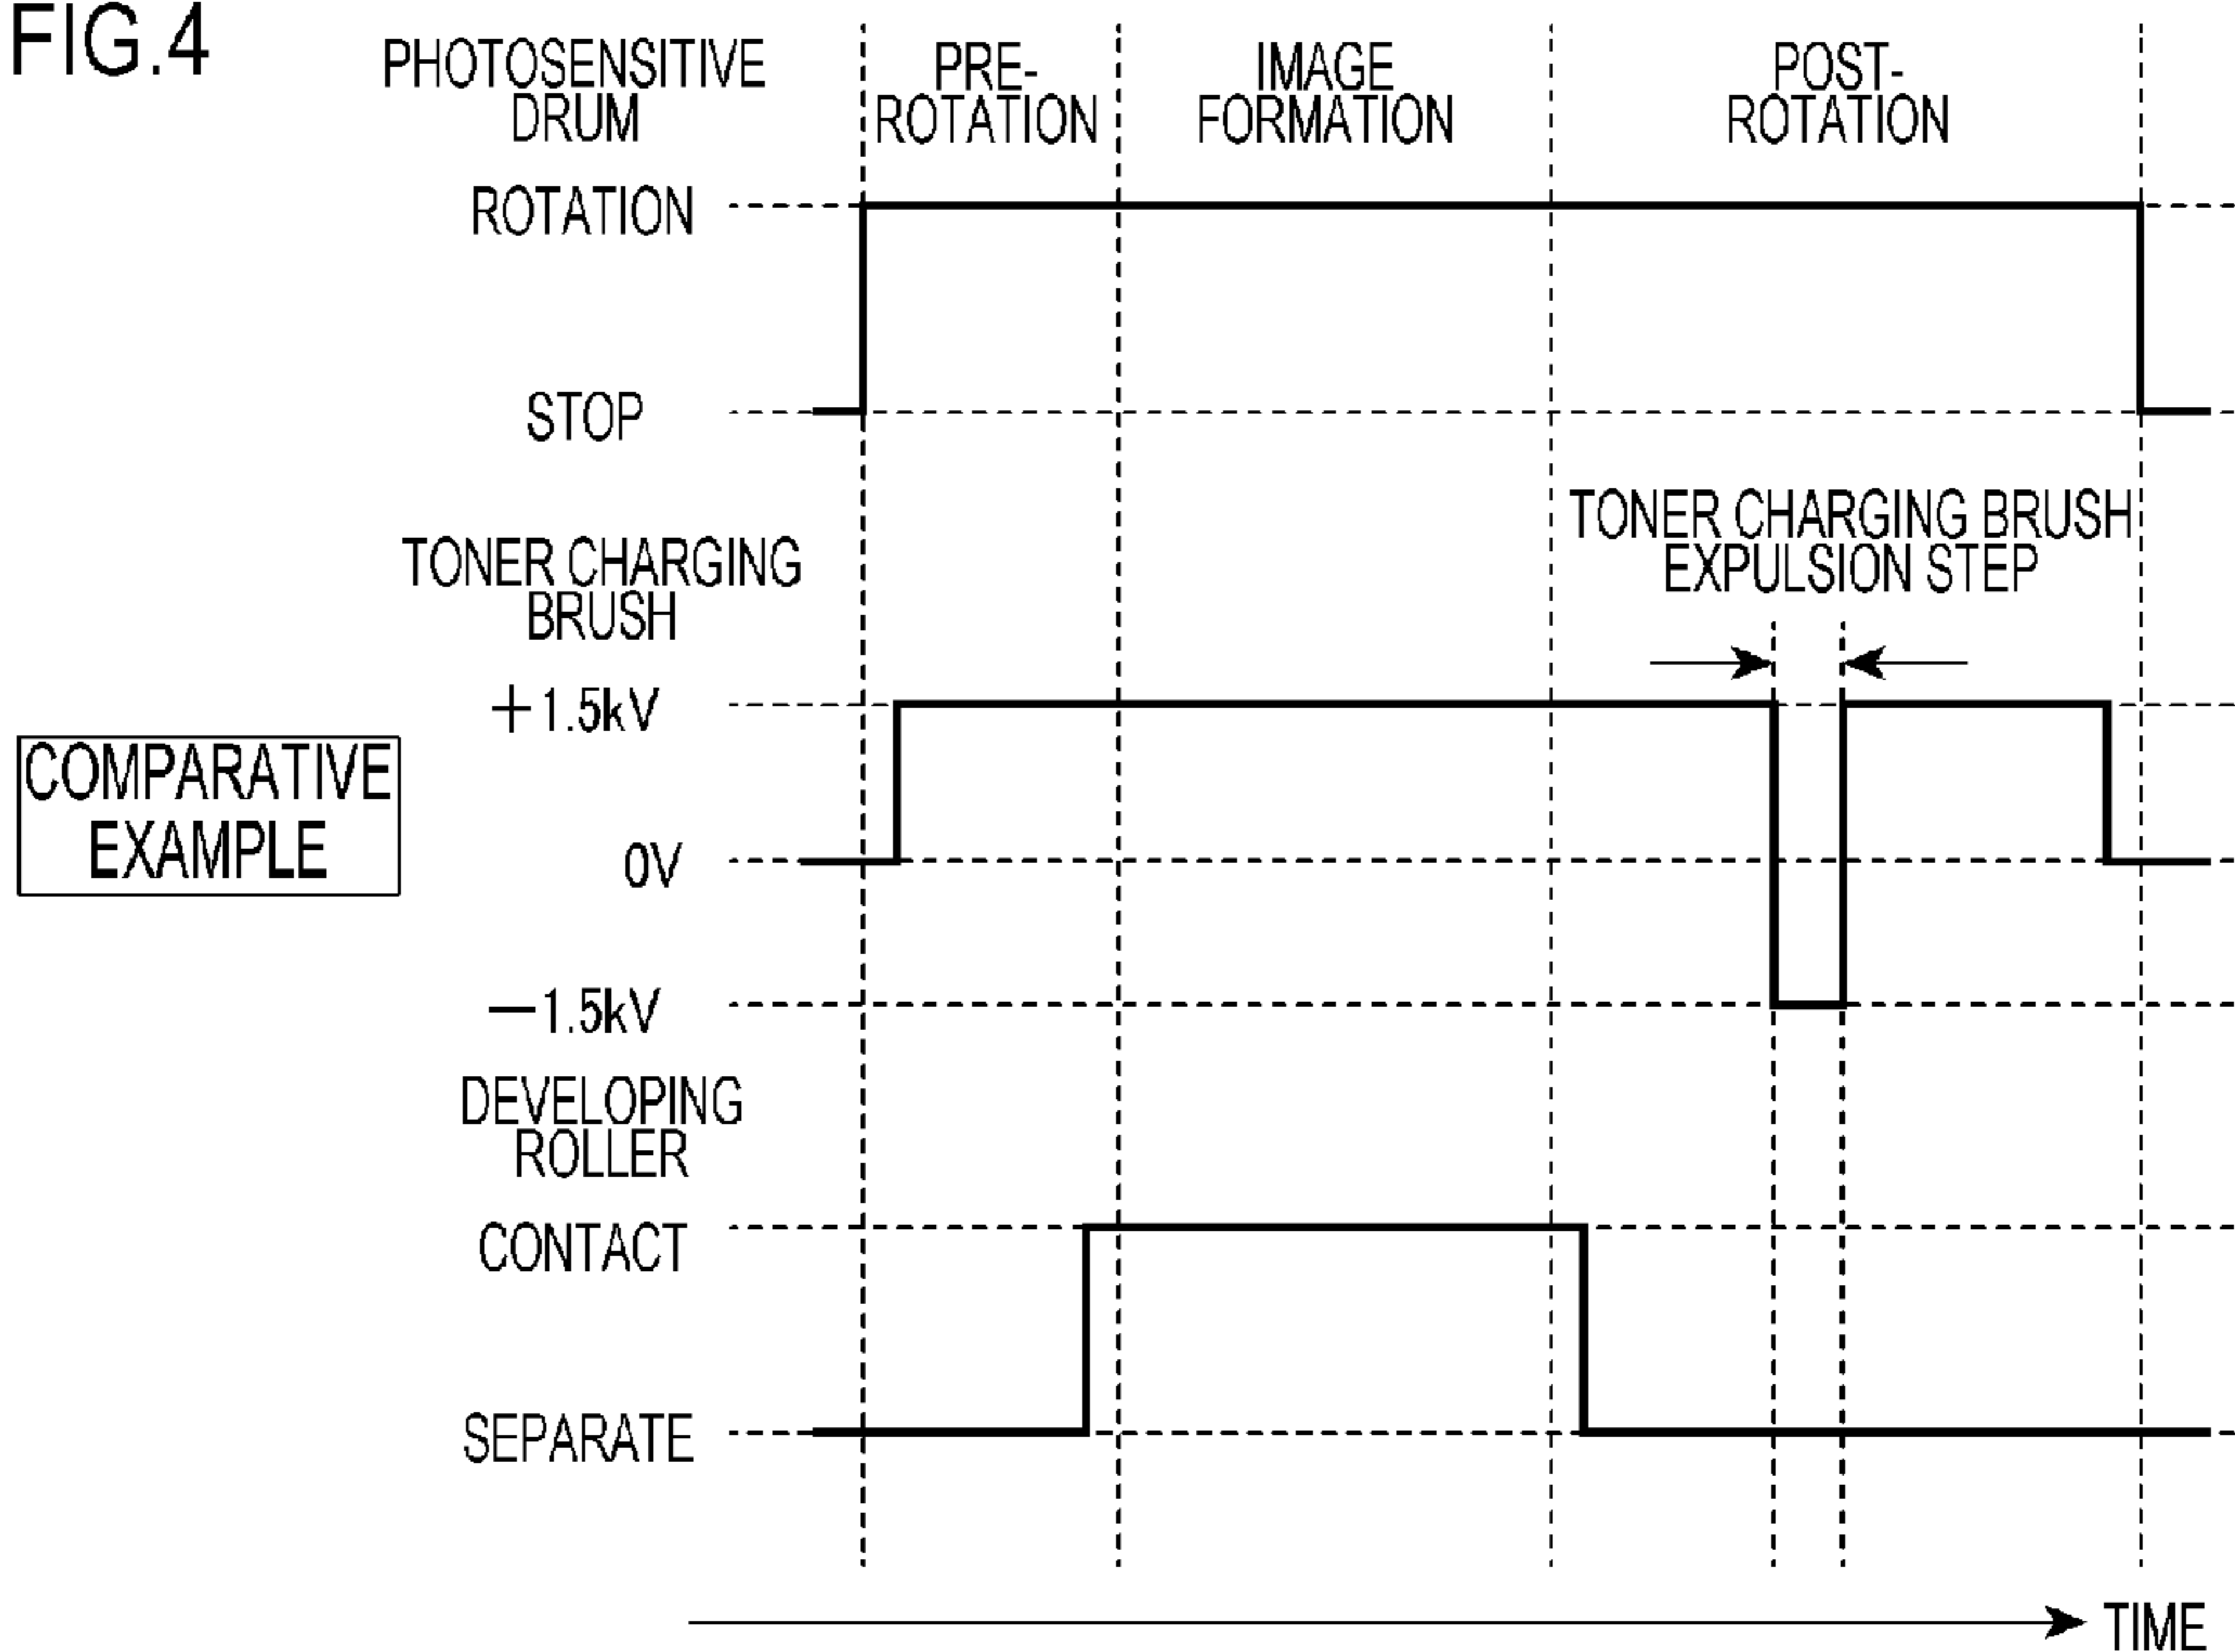 FIG.4
PHOTOSENSITIVE
DRUM
PRE-
ROTATION
IMAGE
FORMATION
POST-
ROTATION
ROTATION
STOP
TONER CHARGING BRUSH
EXPULSION STEP
TONER CHARGING
BRUSH
+1.5kV
COMPARATIVE
EXAMPLE
0V
−1.5kV
DEVELOPING
ROLLER
CONTACT
SEPARATE
TIME